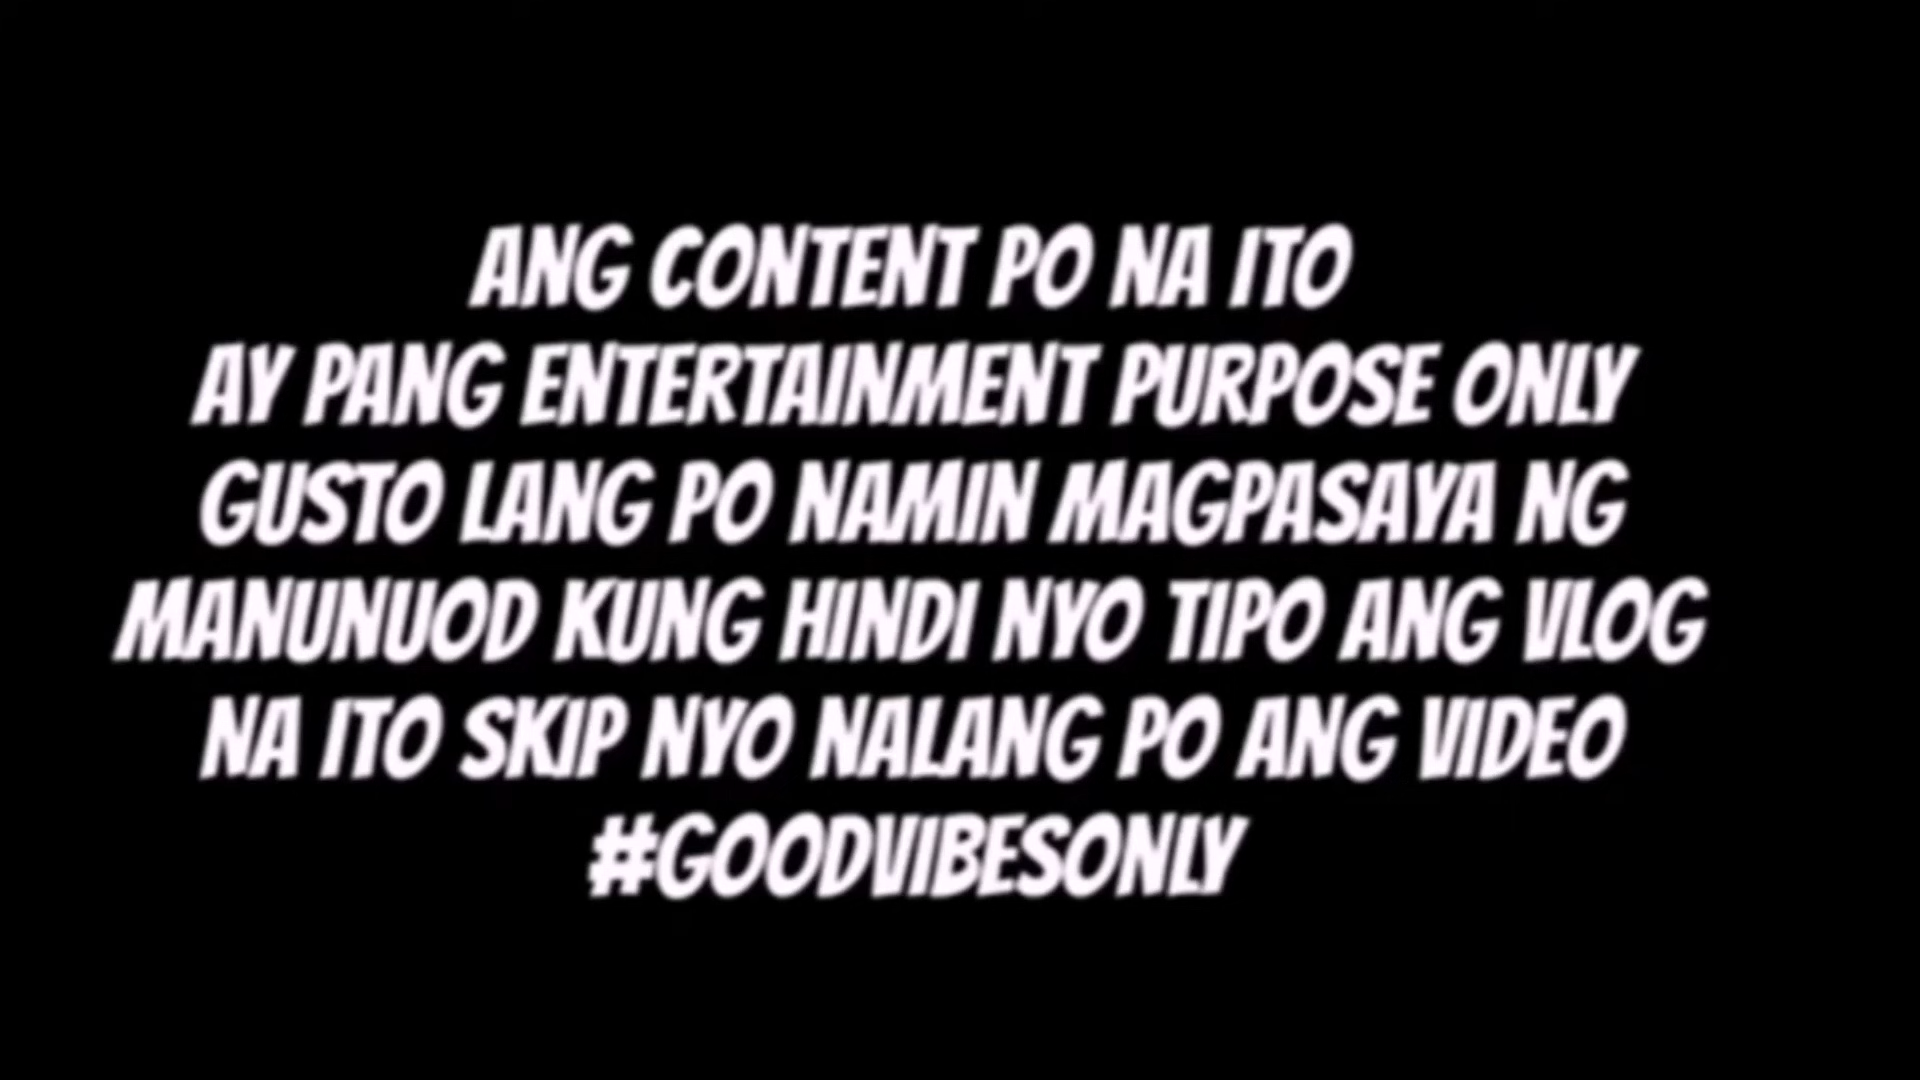 ANG CONTENT PO NA ITO
AY PANG ENTERTAINMENT PURPOSE ONLY
GUSTO LANG PO NAMIN MAGPASAYA NG
MANUNUOD KUNG HINDI NYO TIPO ANG VLOG
NA ITO SKIP NYO NALANG PO ANG VIDEO
#GOODVIBESONLY